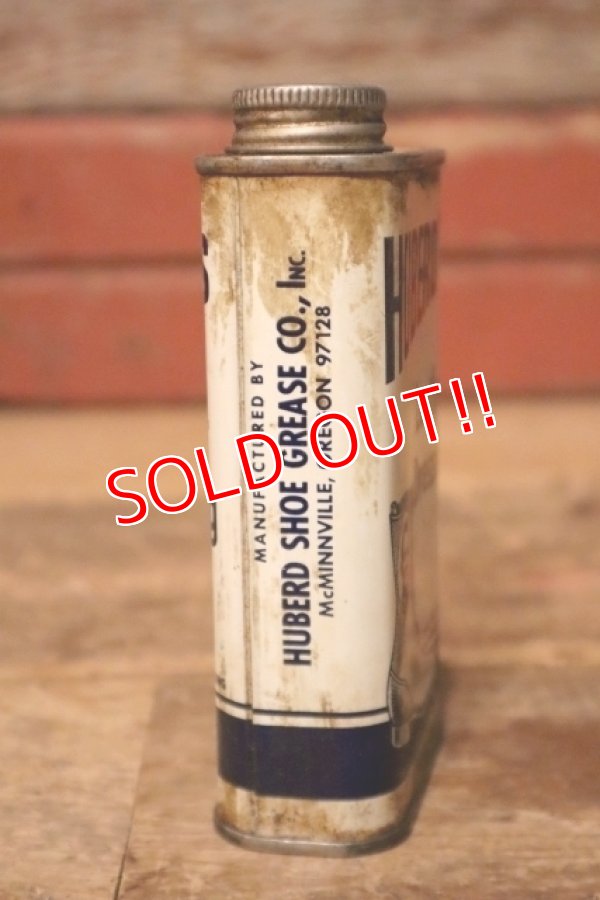 MANUFACTURED BY
HUBERD SHOE GREASE CO., INC.
McMINNVILLE, OREGON 97128
SOLD OUT!!